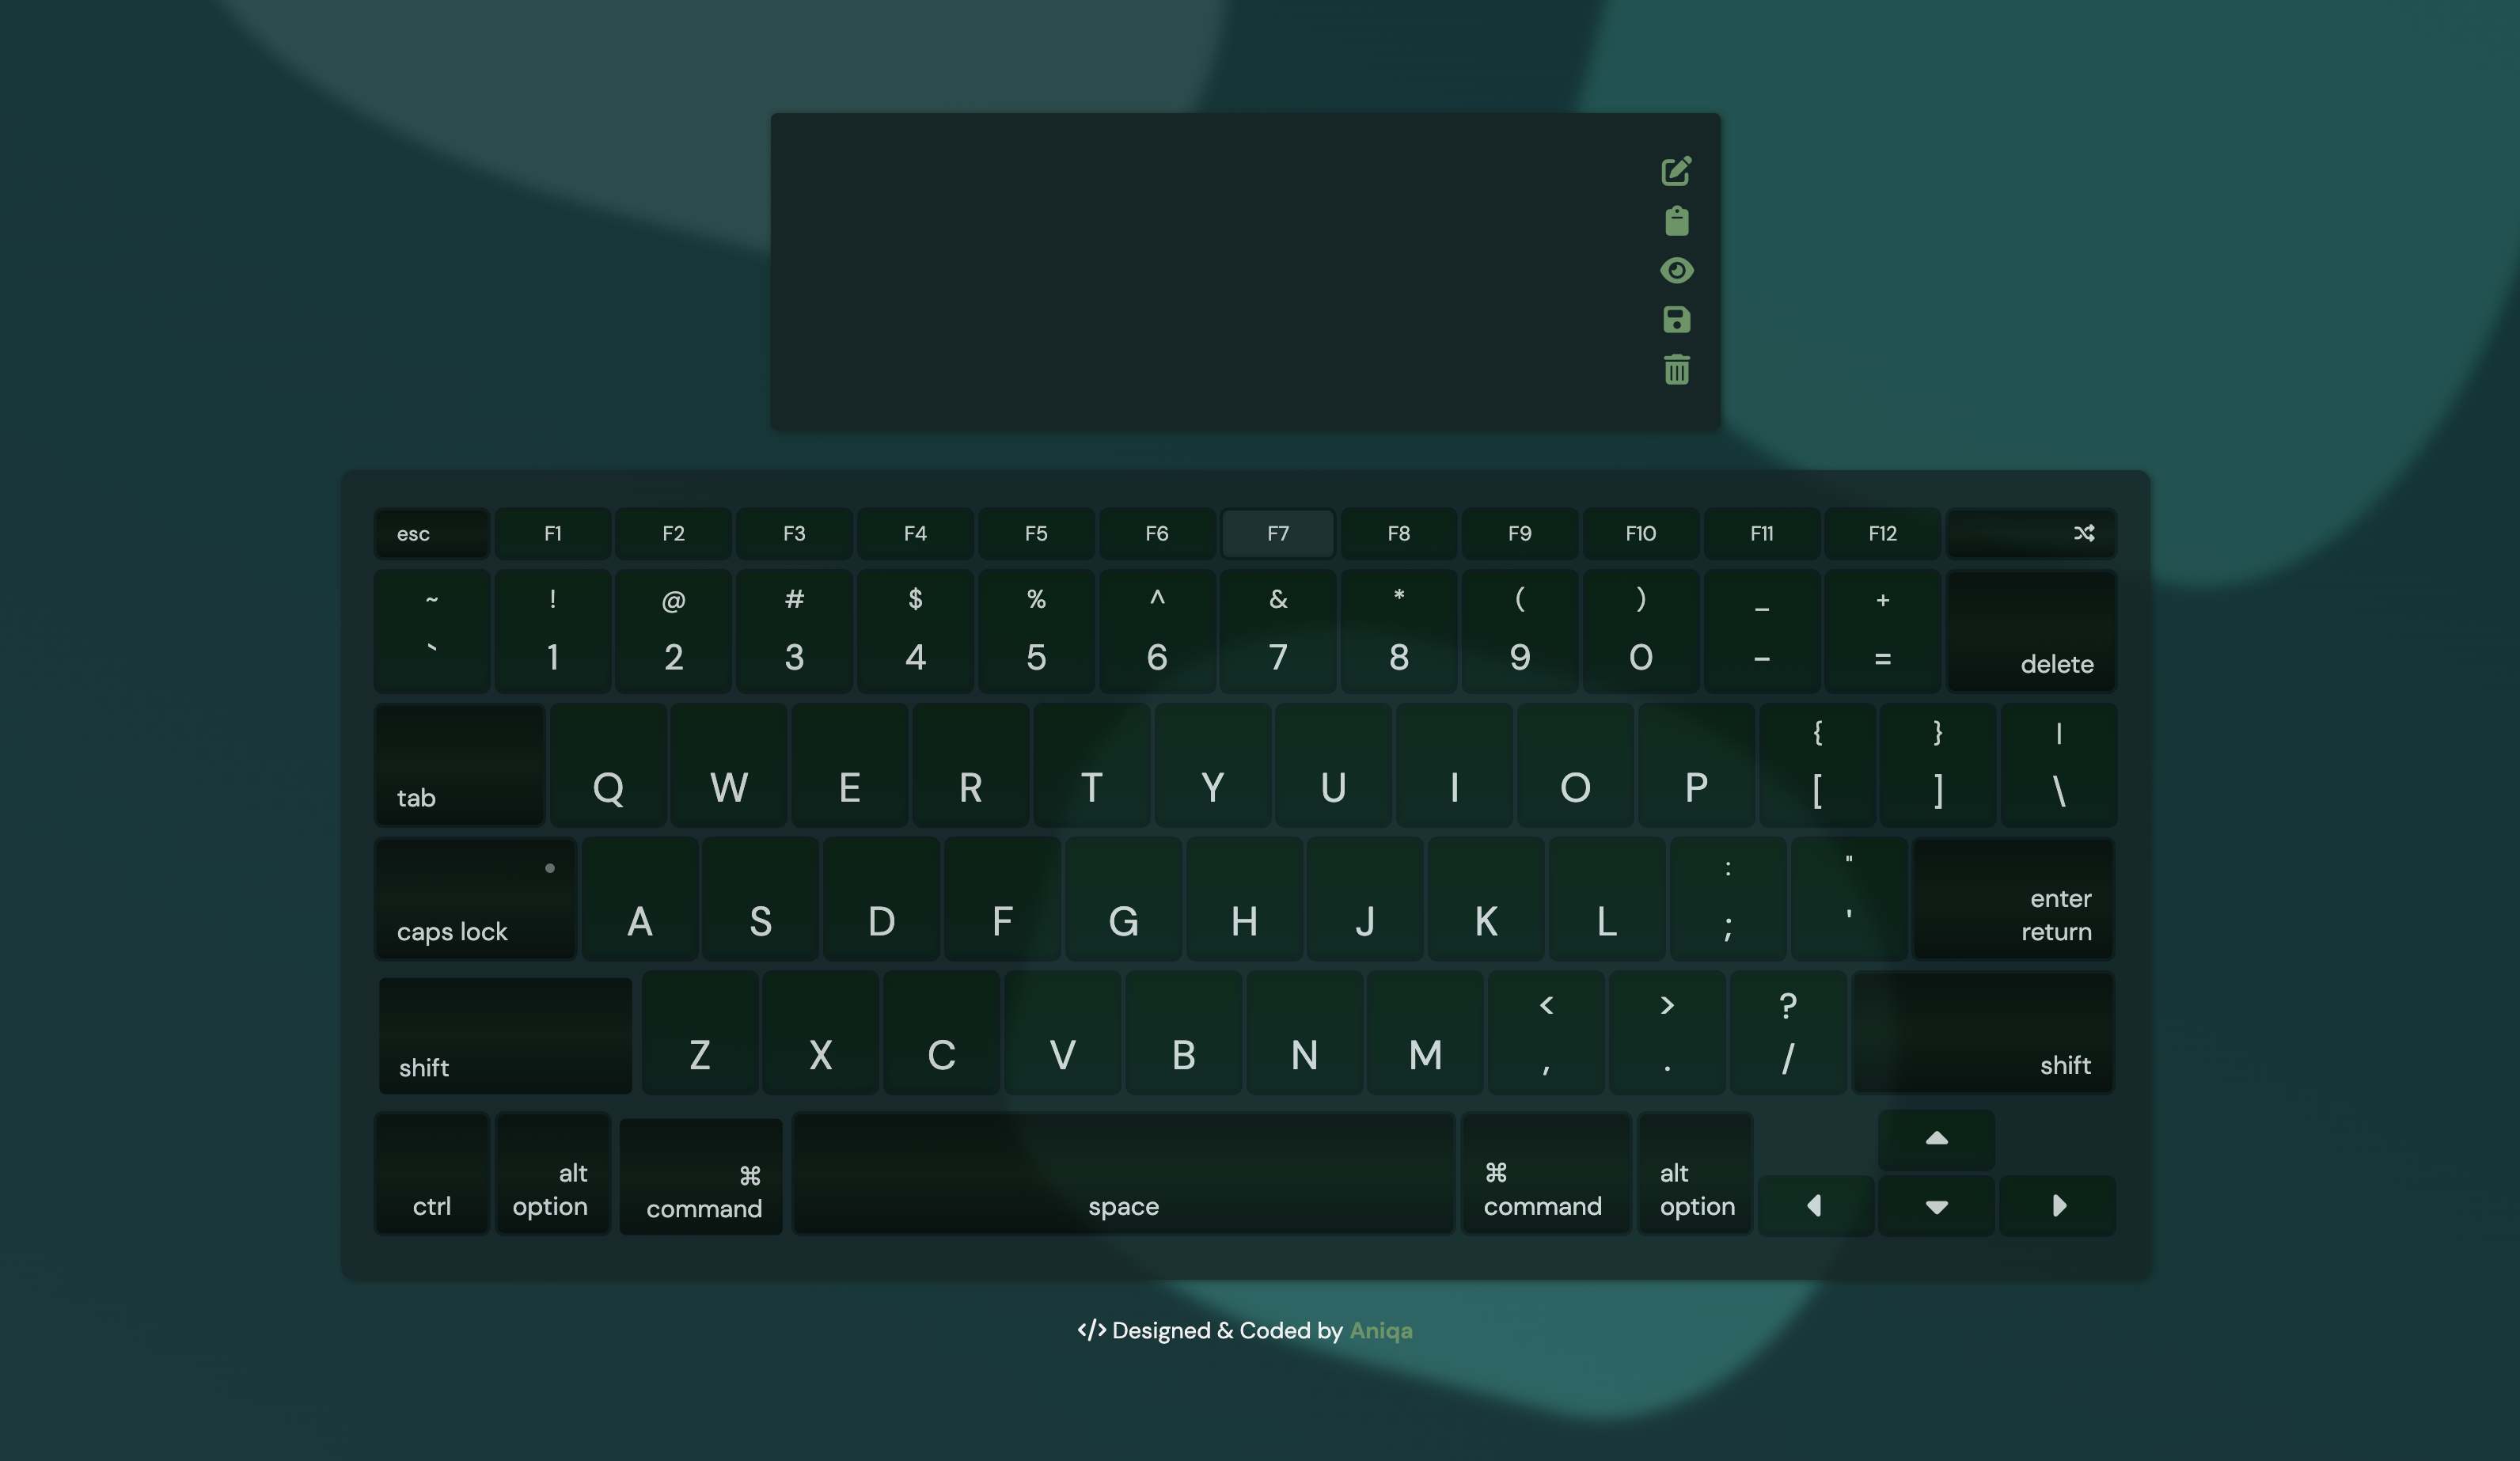 esc F1 F2 F3 F4 F5 F6 F7 F8 F9 F10 F11 F12
~ ! @ # $ % ^ & * ( ) _ +
` 1 2 3 4 5 6 7 8 9 0 - = delete
{ } |
tab Q W E R T Y U I O P [ ] \
: "
caps lock A S D F G H J K L ; ' enter return
< > ?
shift Z X C V B N M , . / shift
alt ⌘ ⌘ alt
ctrl option command space command option
</> Designed & Coded by Aniqa